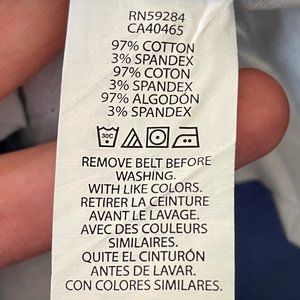 RN59284
CA40465
97% COTTON
3% SPANDEX
97% COTON
3% SPANDEX
97% ALGODÓN
3% SPANDEX
30C
REMOVE BELT BEFORE
WASHING.
WITH LIKE COLORS.
RETIRER LA CEINTURE
AVANT LE LAVAGE.
AVEC DES COULEURS
SIMILAIRES.
QUITE EL CINTURÓN
ANTES DE LAVAR.
CON COLORES SIMILARES.